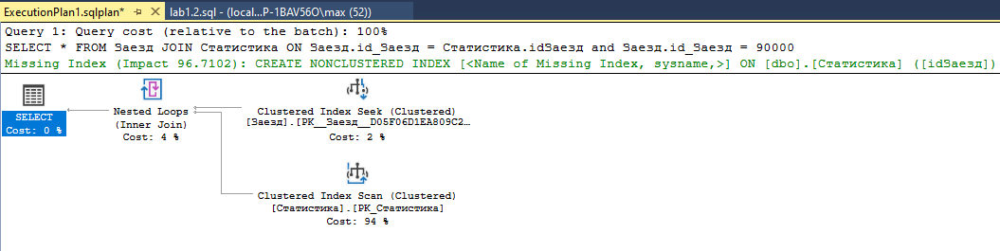 ExecutionPlan1.sqlplan*
lab1.2.sql - (local...P-1BAV56O\max (52))
Query 1: Query cost (relative to the batch): 100%
SELECT * FROM Заезд JOIN Статистика ON Заезд.id_Заезд = Статистика.idЗаезд and Заезд.id_Заезд = 90000
Missing Index (Impact 96.7102): CREATE NONCLUSTERED INDEX [<Name of Missing Index, sysname,>] ON [dbo].[Статистика] ([idЗаезд])
SELECT
Cost: 0 %
Nested Loops
(Inner Join)
Cost: 4 %
Clustered Index Seek (Clustered)
[Заезд].[PK__Заезд__D05F06D1EA809C2…
Cost: 2 %
Clustered Index Scan (Clustered)
[Статистика].[PK_Статистика]
Cost: 94 %